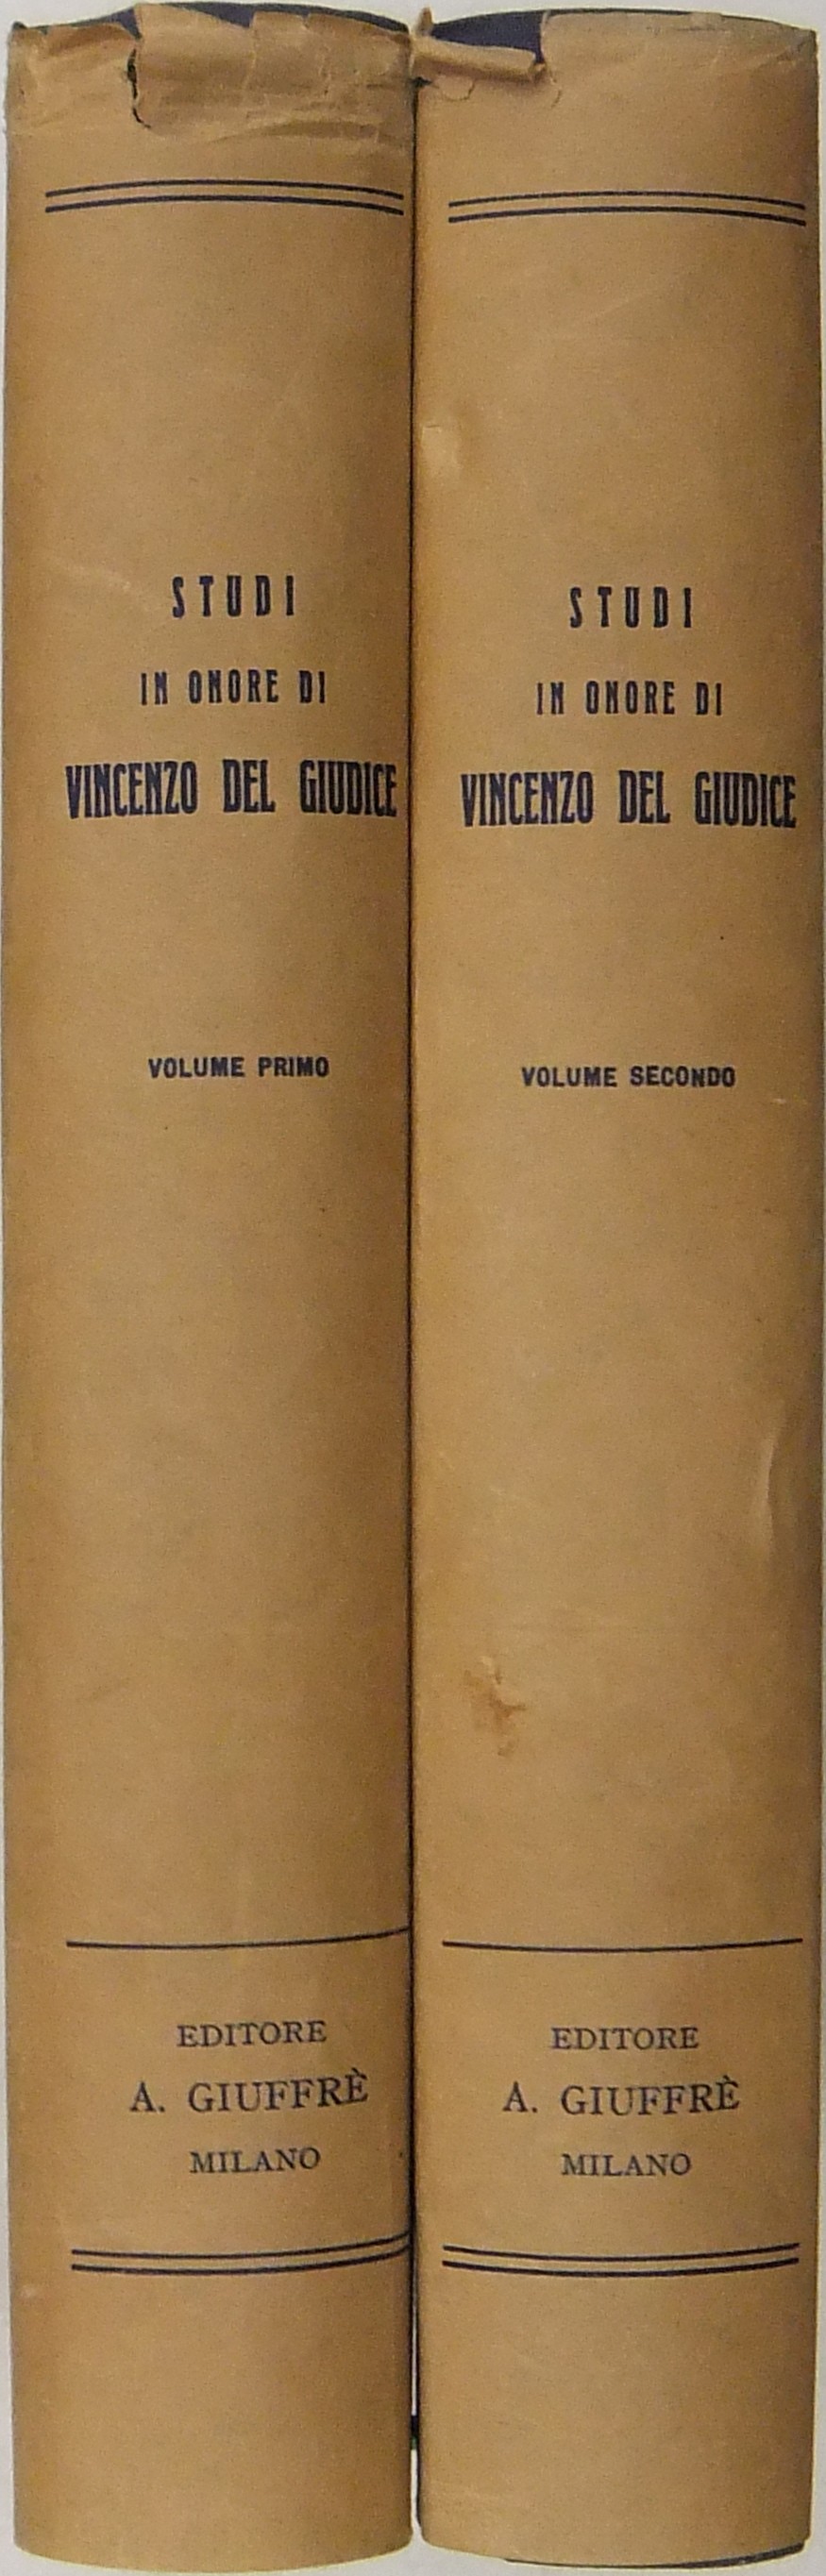 STUDI
IN ONORE DI
VINCENZO DEL GIUDICE
VOLUME PRIMO
EDITORE
A. GIUFFRÈ
MILANO
STUDI
IN ONORE DI
VINCENZO DEL GIUDICE
VOLUME SECONDO
EDITORE
A. GIUFFRÈ
MILANO